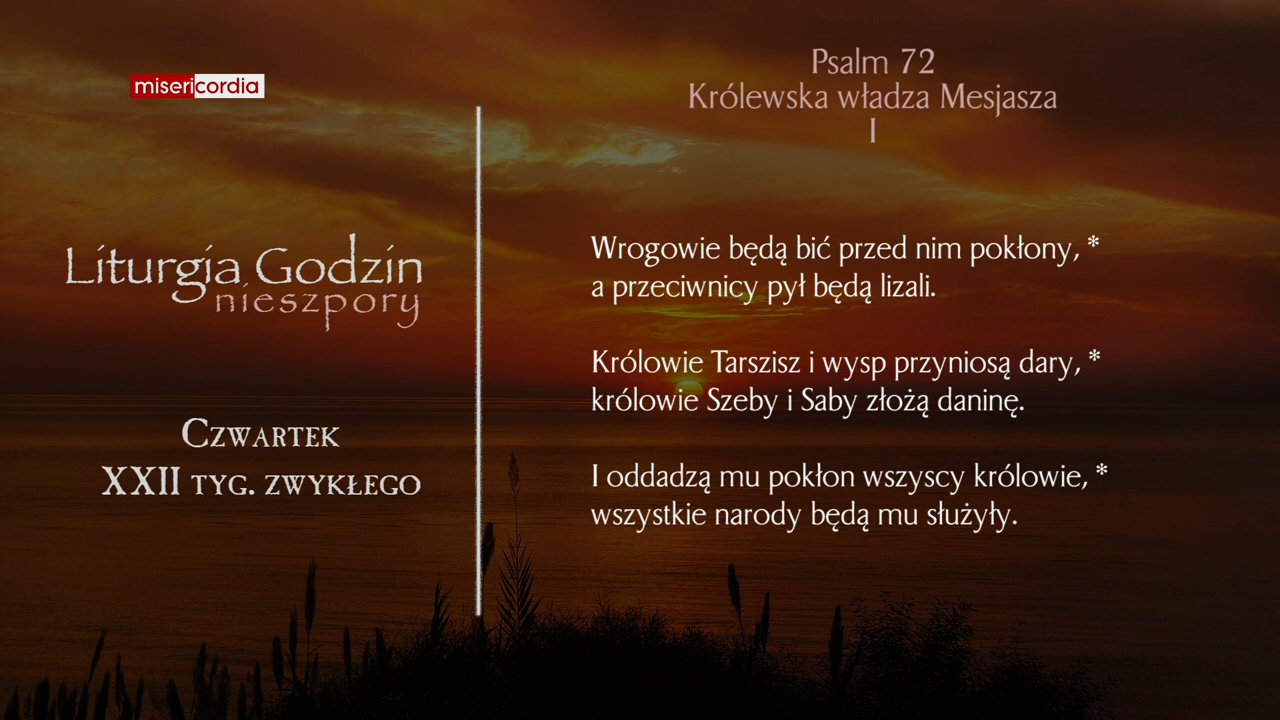 misericordia
Liturgia Godzin
nieszpory
Czwartek
XXII tyg. zwykłego
Psalm 72
Królewska władza Mesjasza
I
Wrogowie będą bić przed nim pokłony, *
a przeciwnicy pył będą lizali.
Królowie Tarszisz i wysp przyniosą dary, *
królowie Szeby i Saby złożą daninę.
I oddadzą mu pokłon wszyscy królowie, *
wszystkie narody będą mu służyły.